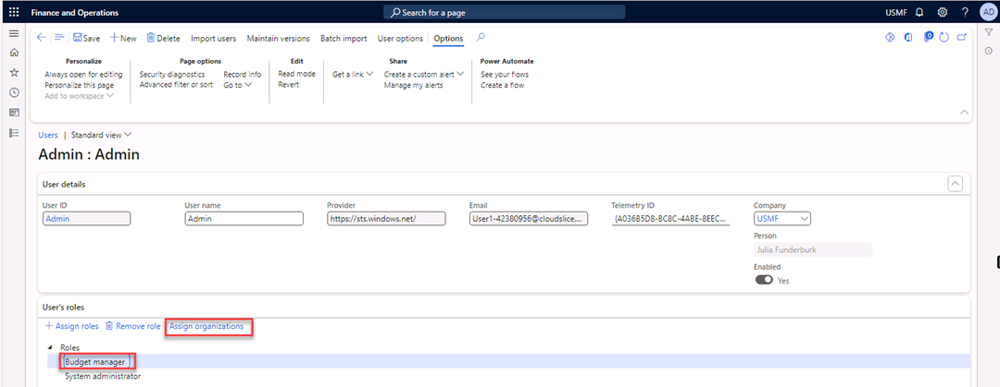 Finance and Operations
Search for a page
USMF
?
AD
Save
New
Delete
Import users
Maintain versions
Batch import
User options
Options
0
Personalize
Always open for editing
Personalize this page
Add to workspace
Page options
Security diagnostics
Advanced filter or sort
Record info
Go to
Edit
Read mode
Revert
Share
Get a link
Create a custom alert
Manage my alerts
Power Automate
See your flows
Create a flow
Users | Standard view
Admin : Admin
User details
User ID
Admin
User name
Admin
Provider
https://sts.windows.net/
Email
User1-42380956@cloudslice....
Telemetry ID
{A036B5D8-BC8C-4ABE-8EEC...
Company
USMF
Person
Julia Funderburk
Enabled
Yes
User's roles
Assign roles
Remove role
Assign organizations
Roles
Budget manager
System administrator